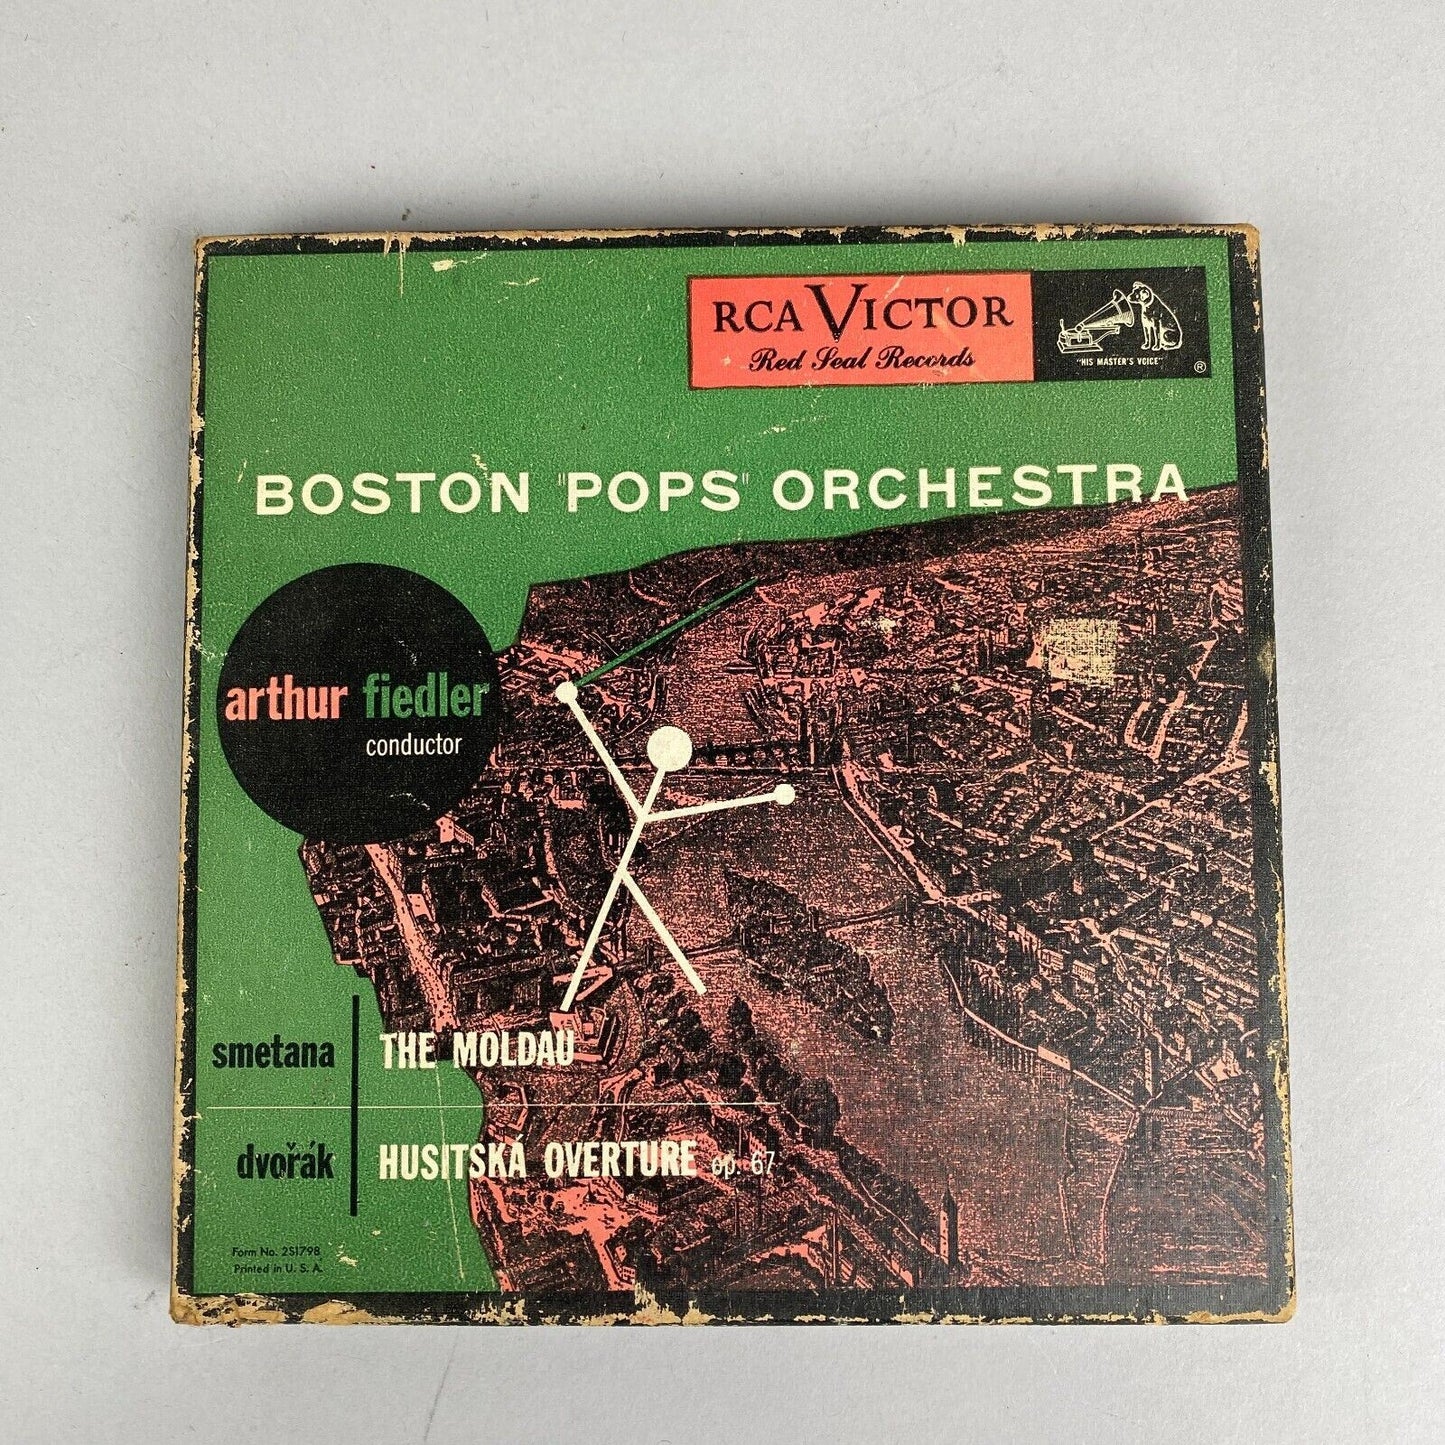 RCA VICTOR
Red Seal Records
"HIS MASTER'S VOICE"
®
BOSTON "POPS" ORCHESTRA
arthur fiedler
conductor
smetana THE MOLDAU
dvořák HUSITSKÁ OVERTURE op. 67
Form No. 2S1798
Printed in U. S. A.